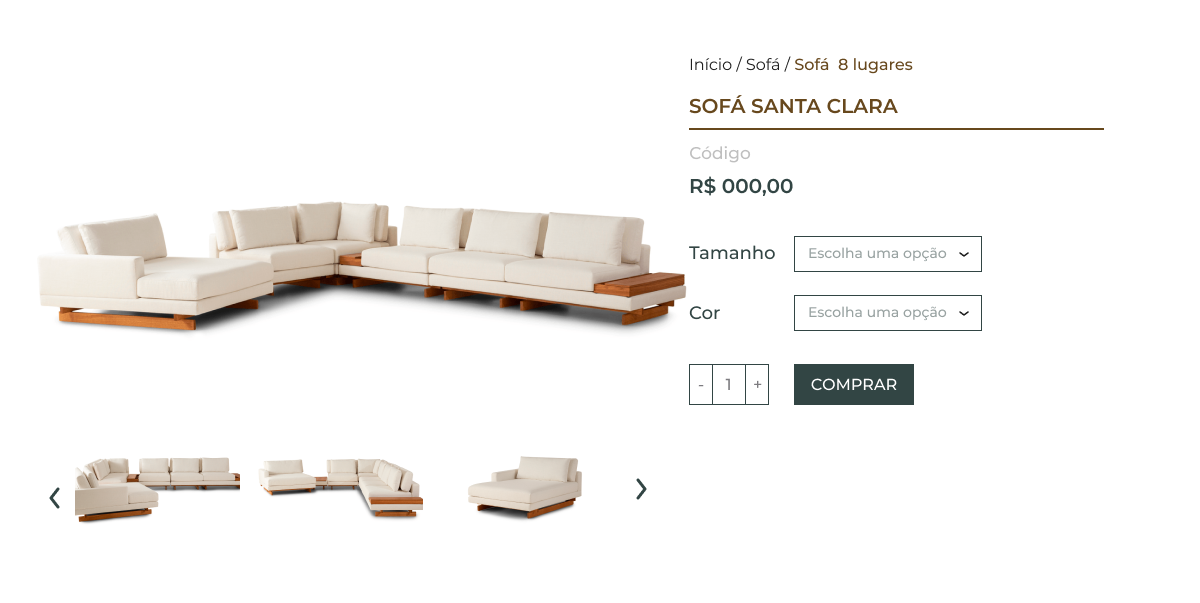 Início / Sofá / Sofá 8 lugares
SOFÁ SANTA CLARA
Código
R$ 000,00
Tamanho Escolha uma opção
Cor Escolha uma opção
- 1 + COMPRAR